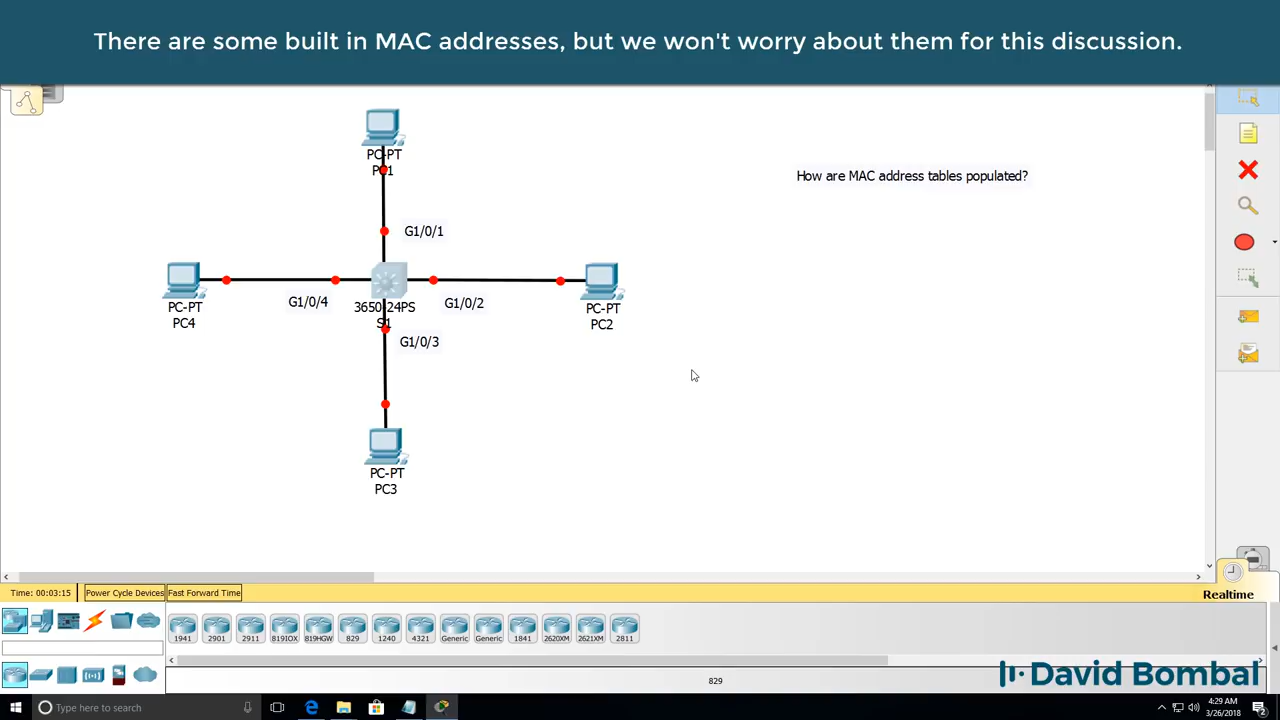 There are some built in MAC addresses, but we won't worry about them for this discussion.
PC-PT
PC1
How are MAC address tables populated?
G1/0/1
G1/0/4
3650-24PS
S1
G1/0/2
PC-PT
PC4
PC-PT
PC2
G1/0/3
PC-PT
PC3
Time: 00:03:15
Power Cycle Devices
Fast Forward Time
Realtime
1941
2901
2911
819IOX
819HGW
829
1240
4321
Generic
Generic
1841
2620XM
2621XM
2811
829
David Bombal
Type here to search
4:29 AM
3/26/2018
2